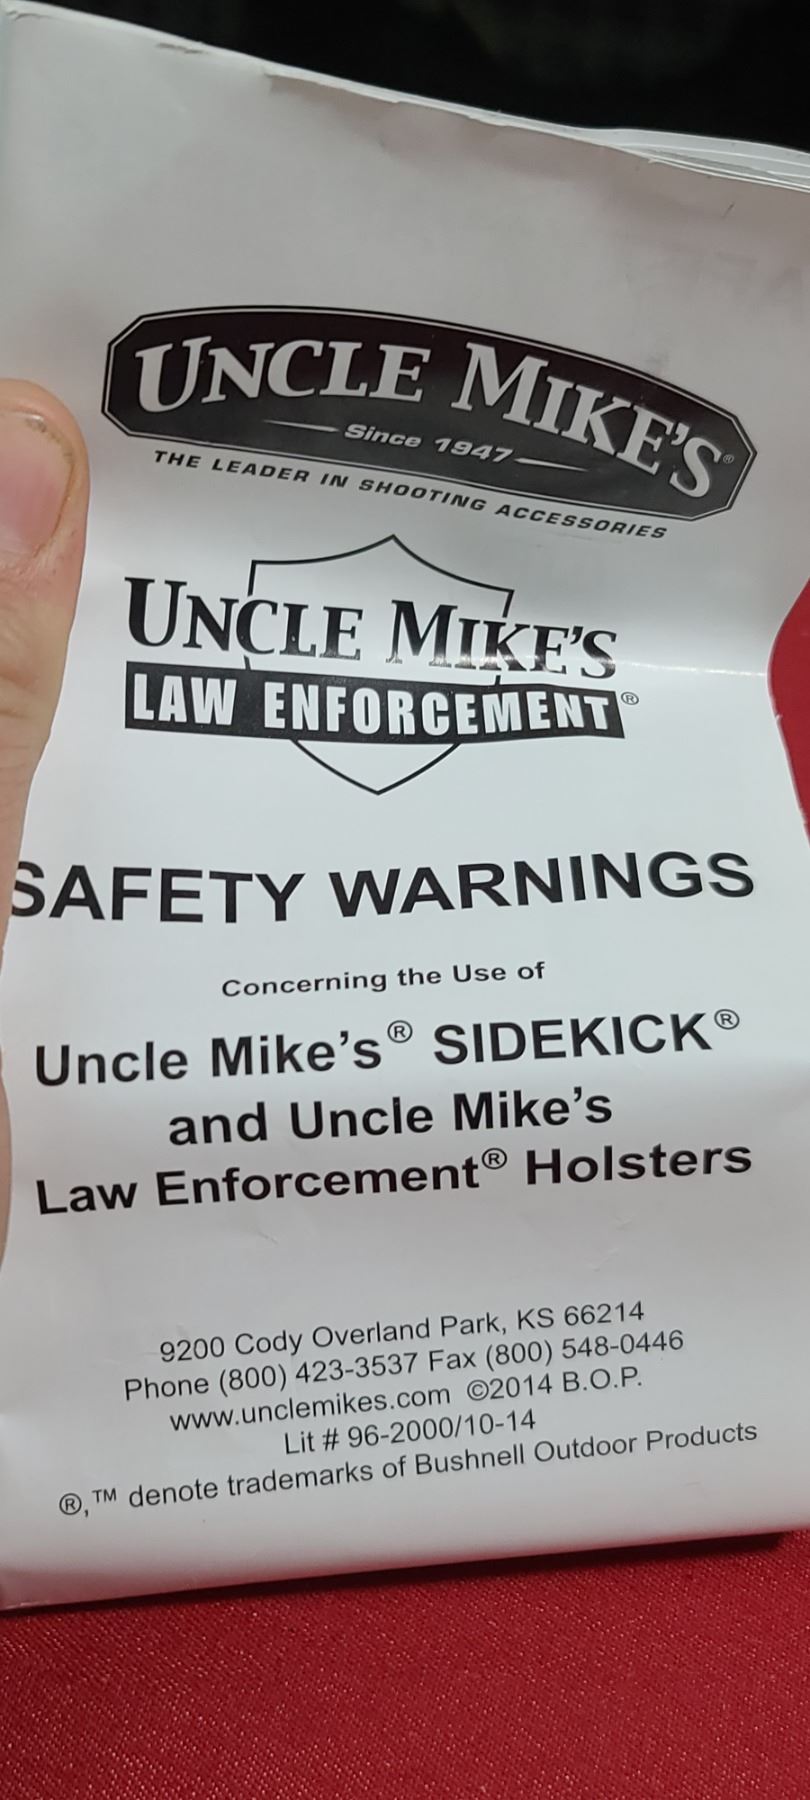 UNCLE MIKE'S®
Since 1947
THE LEADER IN SHOOTING ACCESSORIES
UNCLE MIKE'S
LAW ENFORCEMENT®
SAFETY WARNINGS
Concerning the Use of
Uncle Mike's® SIDEKICK®
and Uncle Mike's
Law Enforcement® Holsters
9200 Cody Overland Park, KS 66214
Phone (800) 423-3537 Fax (800) 548-0446
www.unclemikes.com ©2014 B.O.P.
Lit # 96-2000/10-14
®,™ denote trademarks of Bushnell Outdoor Products